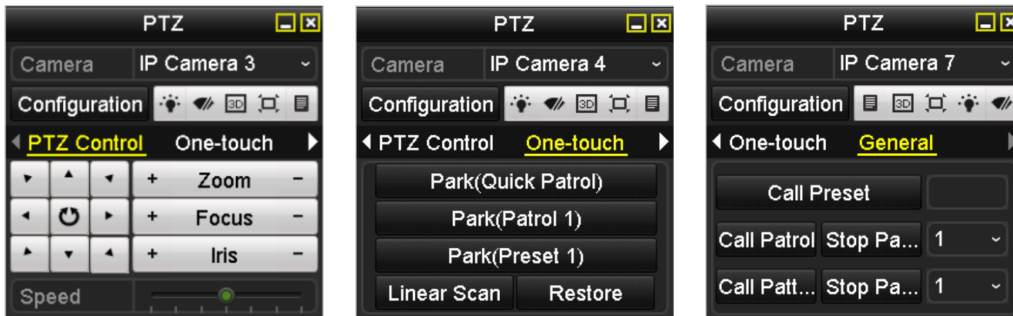 PTZ
Camera IP Camera 3
Configuration 3D
PTZ Control One-touch
+ Zoom -
+ Focus -
+ Iris -
Speed
PTZ
Camera IP Camera 4
Configuration 3D
PTZ Control One-touch
Park(Quick Patrol)
Park(Patrol 1)
Park(Preset 1)
Linear Scan Restore
PTZ
Camera IP Camera 7
Configuration 3D
One-touch General
Call Preset
Call Patrol Stop Pa... 1
Call Patt... Stop Pa... 1